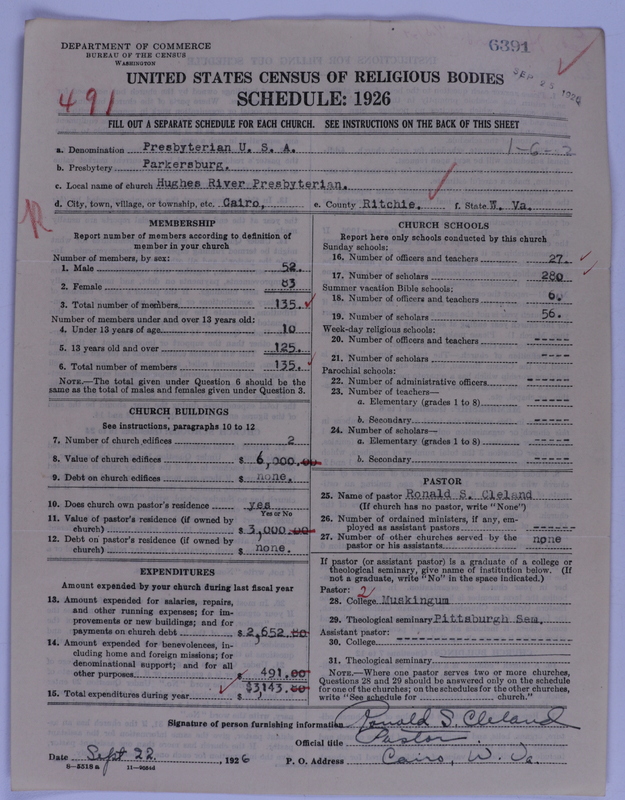 DEPARTMENT OF COMMERCE
BUREAU OF THE CENSUS
WASHINGTON
6391
SEP 25 1926
UNITED STATES CENSUS OF RELIGIOUS BODIES
491
SCHEDULE: 1926
FILL OUT A SEPARATE SCHEDULE FOR EACH CHURCH. SEE INSTRUCTIONS ON THE BACK OF THIS SHEET
a. Denomination Presbyterian U. S. A. 1-6-2
b. Presbytery Parkersburg.
c. Local name of church Hughes River Presbyterian.
d. City, town, village, or township, etc. Cairo, e. County Ritchie. f. State W. Va.
R
MEMBERSHIP
Report number of members according to definition of
member in your church
Number of members, by sex:
1. Male 52.
2. Female 83
3. Total number of members 135.
Number of members under and over 13 years old:
4. Under 13 years of age 10
5. 13 years old and over 125.
6. Total number of members 135.
NOTE.—The total given under Question 6 should be the
same as the total of males and females given under Question 3.
CHURCH BUILDINGS
See instructions, paragraphs 10 to 12
7. Number of church edifices 2
8. Value of church edifices $ 6,000.00
9. Debt on church edifices $ none.
10. Does church own pastor's residence yes
Yes or No
11. Value of pastor's residence (if owned by
church) $ 3,000.00
12. Debt on pastor's residence (if owned by
church) $ none.
EXPENDITURES
Amount expended by your church during last fiscal year
13. Amount expended for salaries, repairs,
and other running expenses; for im-
provements or new buildings; and for
payments on church debt $ 2,652.00
14. Amount expended for benevolences, in-
cluding home and foreign missions; for
denominational support; and for all
other purposes $ 491.00
15. Total expenditures during year $ $3,143.00
CHURCH SCHOOLS
Report here only schools conducted by this church
Sunday schools:
16. Number of officers and teachers 27.
17. Number of scholars 280
Summer vacation Bible schools:
18. Number of officers and teachers 6.
19. Number of scholars 56.
Week-day religious schools:
20. Number of officers and teachers -----
21. Number of scholars ----
Parochial schools:
22. Number of administrative officers -----
23. Number of teachers—
a. Elementary (grades 1 to 8) -----
b. Secondary -----
24. Number of scholars—
a. Elementary (grades 1 to 8) -----
b. Secondary -----
PASTOR
25. Name of pastor Ronald S. Cleland
(If church has no pastor, write "None")
26. Number of ordained ministers, if any, em-
ployed as assistant pastors ------
27. Number of other churches served by the
pastor or his assistants none
If pastor (or assistant pastor) is a graduate of a college or
theological seminary, give name of institution below. (If
not a graduate, write "No" in the space indicated.)
Pastor: 2
28. College Muskingum
29. Theological seminary Pittsburgh Sem.
Assistant pastor:
30. College
31. Theological seminary
NOTE.—Where one pastor serves two or more churches,
Questions 28 and 29 should be answered only on the schedule
for one of the churches; on the schedules for the other churches,
write "See schedule for church."
Signature of person furnishing information Ronald S. Cleland
Official title Pastor.
Date Sept 22, 1926 P. O. Address Cairo, W. Va.
8-5518a